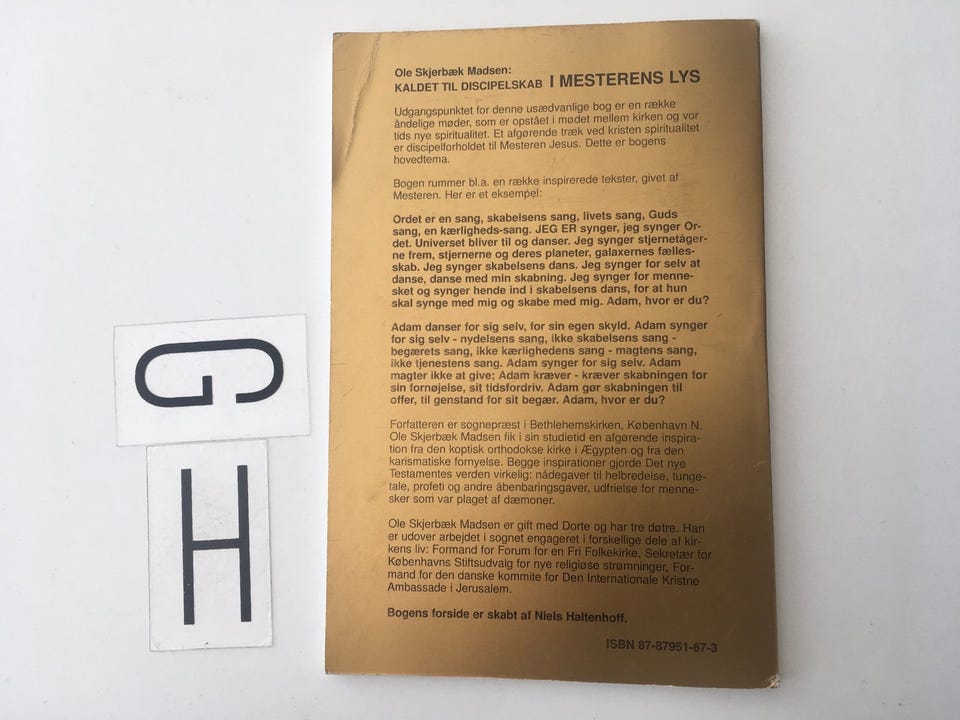 Ole Skjerbæk Madsen:
KALDET TIL DISCIPELSKAB I MESTERENS LYS
Udgangspunktet for denne usædvanlige bog er en række
åndelige møder, som er opstået i mødet mellem kirken og vor
tids nye spiritualitet. Et afgørende træk ved kristen spiritualitet
er discipelforholdet til Mesteren Jesus. Dette er bogens
hovedtema.
Bogen rummer bl.a. en række inspirerede tekster, givet af
Mesteren. Her er et eksempel:
Ordet er en sang, skabelsens sang, livets sang, Guds
sang, en kærligheds-sang. JEG ER synger, jeg synger Or-
det. Universet bliver til og danser. Jeg synger stjernetåger-
ne frem, stjernerne og deres planeter, galaxernes fælles-
skab. Jeg synger skabelsens dans. Jeg synger for selv at
danse, danse med min skabning. Jeg synger for menne-
sket og synger hende ind i skabelsens dans, for at hun
skal synge med mig og skabe med mig. Adam, hvor er du?
Adam danser for sig selv, for sin egen skyld. Adam synger
for sig selv - nydelsens sang, ikke skabelsens sang -
begærets sang, ikke kærlighedens sang - magtens sang,
ikke tjenestens sang. Adam synger for sig selv. Adam
magter ikke at give; Adam kræver - kræver skabningen for
sin fornøjelse, sit tidsfordriv. Adam gør skabningen til
offer, til genstand for sit begær. Adam, hvor er du?
Forfatteren er sognepræst i Bethlehemskirken, København N.
Ole Skjerbæk Madsen fik i sin studietid en afgørende inspira-
tion fra den koptisk orthodokse kirke i Ægypten og fra den
karismatiske fornyelse. Begge inspirationer gjorde Det nye
Testamentes verden virkelig: nådegaver til helbredelse, tunge-
tale, profeti og andre åbenbaringsgaver, udfrielse for menne-
sker som var plaget af dæmoner.
Ole Skjerbæk Madsen er gift med Dorte og har tre døtre. Han
er udover arbejdet i sognet engageret i forskellige dele af kir-
kens liv: Formand for Forum for en Fri Folkekirke, Sekretær for
Københavns Stiftsudvalg for nye religiøse strømninger, For-
mand for den danske kommite for Den Internationale Kristne
Ambassade i Jerusalem.
Bogens forside er skabt af Niels Haltenhoff.
ISBN 87-87951-67-3
G
H